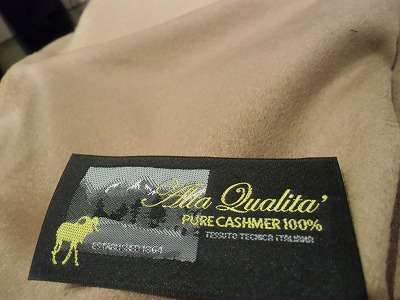 Alta Qualita'
PURE CASHMER 100%
TESSUTO TECNICA ITALIANA
ESTABLISHED 1864